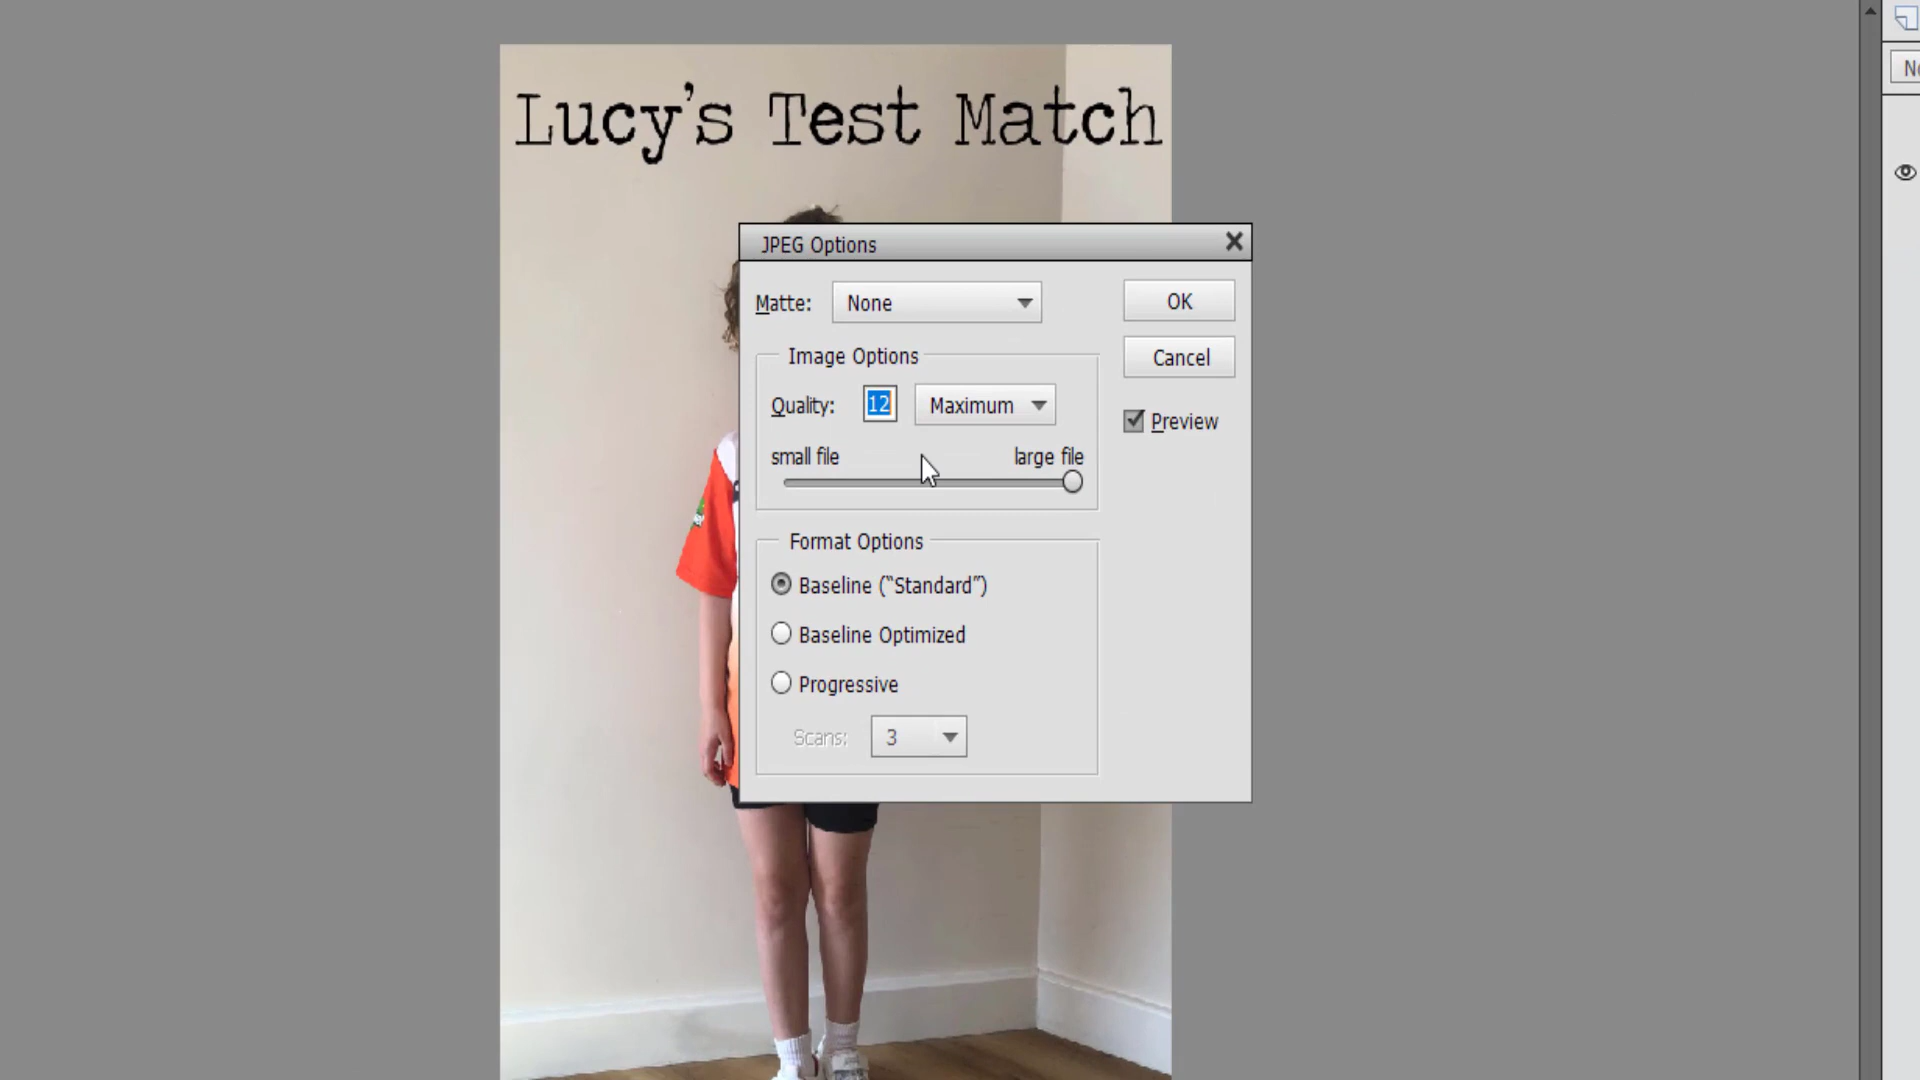 Lucy's Test Match
JPEG Options
Matte: None
OK
Cancel
Preview
Image Options
Quality: 12 Maximum
small file large file
Format Options
Baseline (“Standard”)
Baseline Optimized
Progressive
Scans: 3